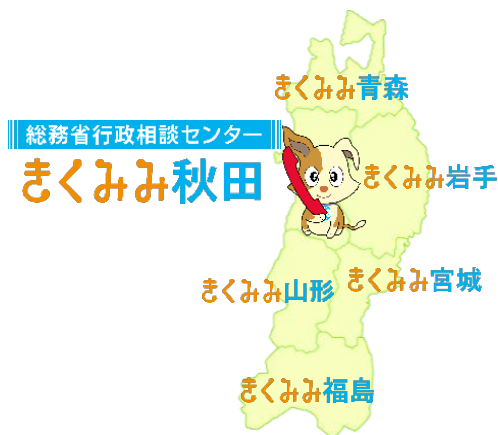 きくみみ青森
総務省行政相談センター
きくみみ秋田
きくみみ岩手
きくみみ宮城
きくみみ山形
きくみみ福島